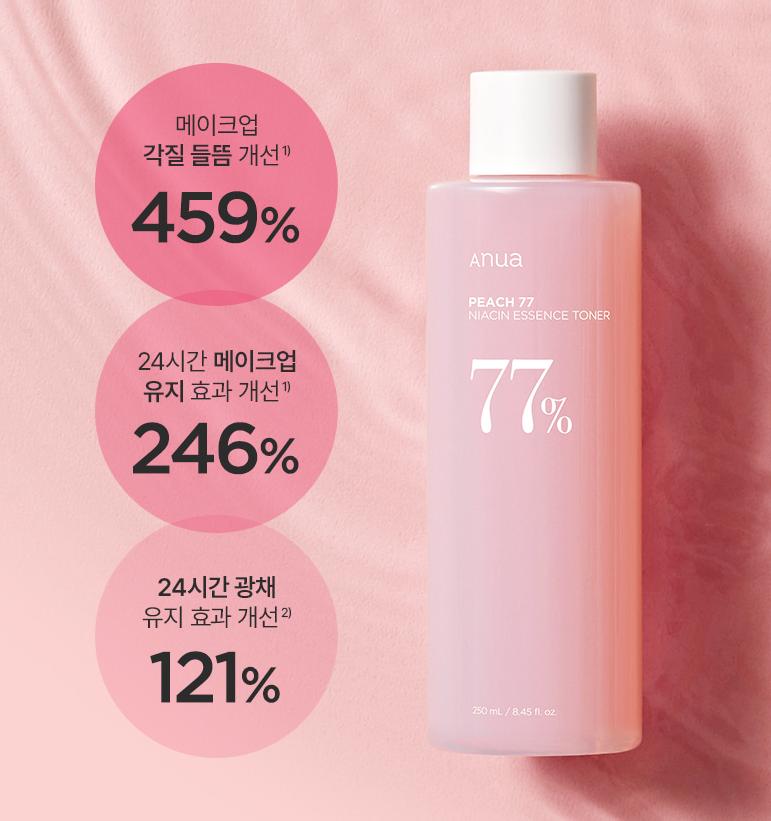 메이크업
각질 들뜸 개선1)
459%
24시간 메이크업
유지 효과 개선1)
246%
24시간 광채
유지 효과 개선2)
121%
Anua
PEACH 77
NIACIN ESSENCE TONER
77%
250 mL / 8.45 fl. oz.